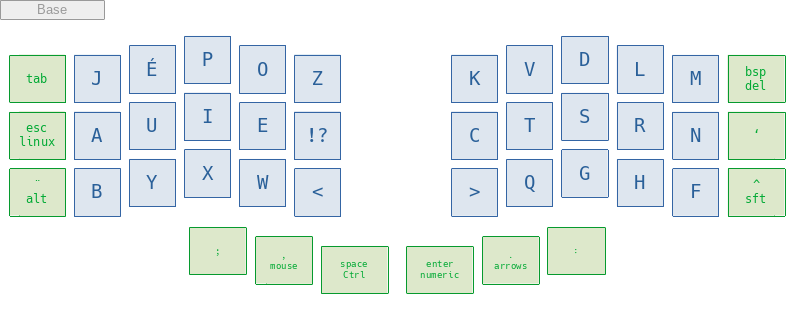 Base
tab J É P O Z K V D L M bsp del
esc linux A U I E !? C T S R N ‘
¨ alt B Y X W < > Q G H F ^ sft
; , mouse space Ctrl enter numeric . arrows :